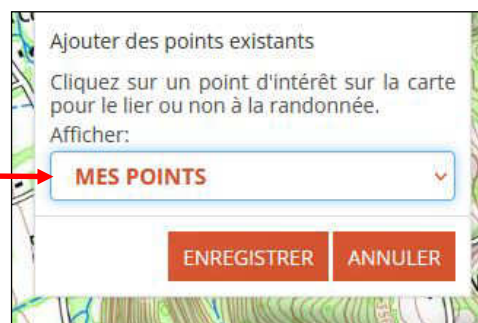 Ajouter des points existants
Cliquez sur un point d'intérêt sur la carte
pour le lier ou non à la randonnée.
Afficher:
MES POINTS
ENREGISTRER ANNULER